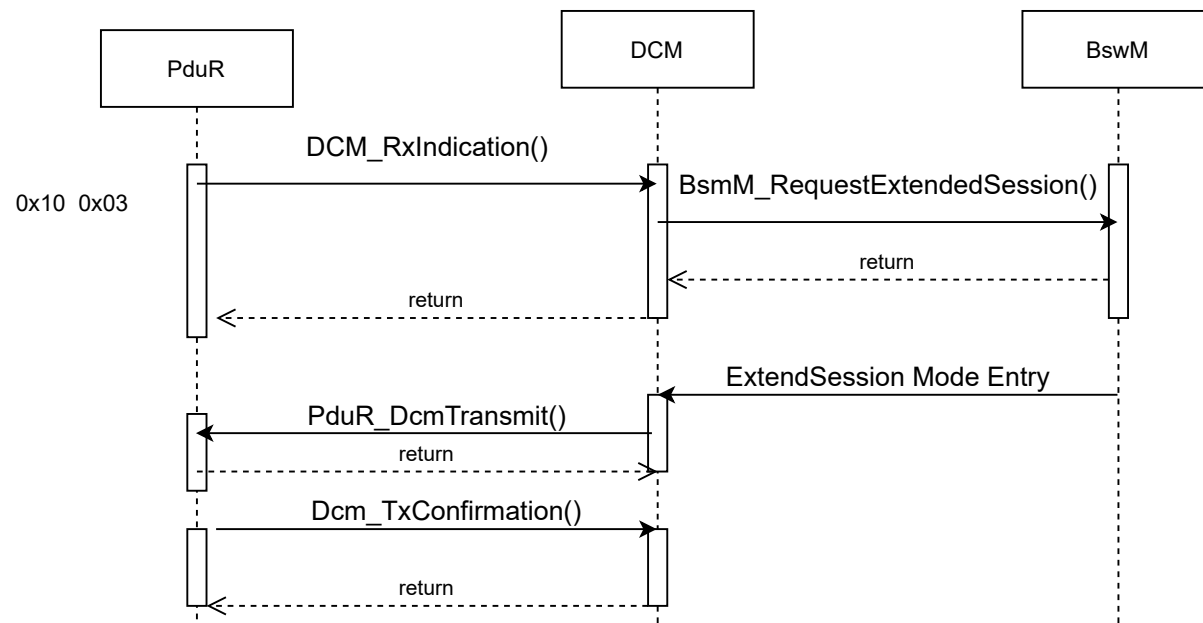 PduR
DCM
BswM
DCM_RxIndication()
0x10 0x03
BsmM_RequestExtendedSession()
return
return
ExtendSession Mode Entry
PduR_DcmTransmit()
return
Dcm_TxConfirmation()
return